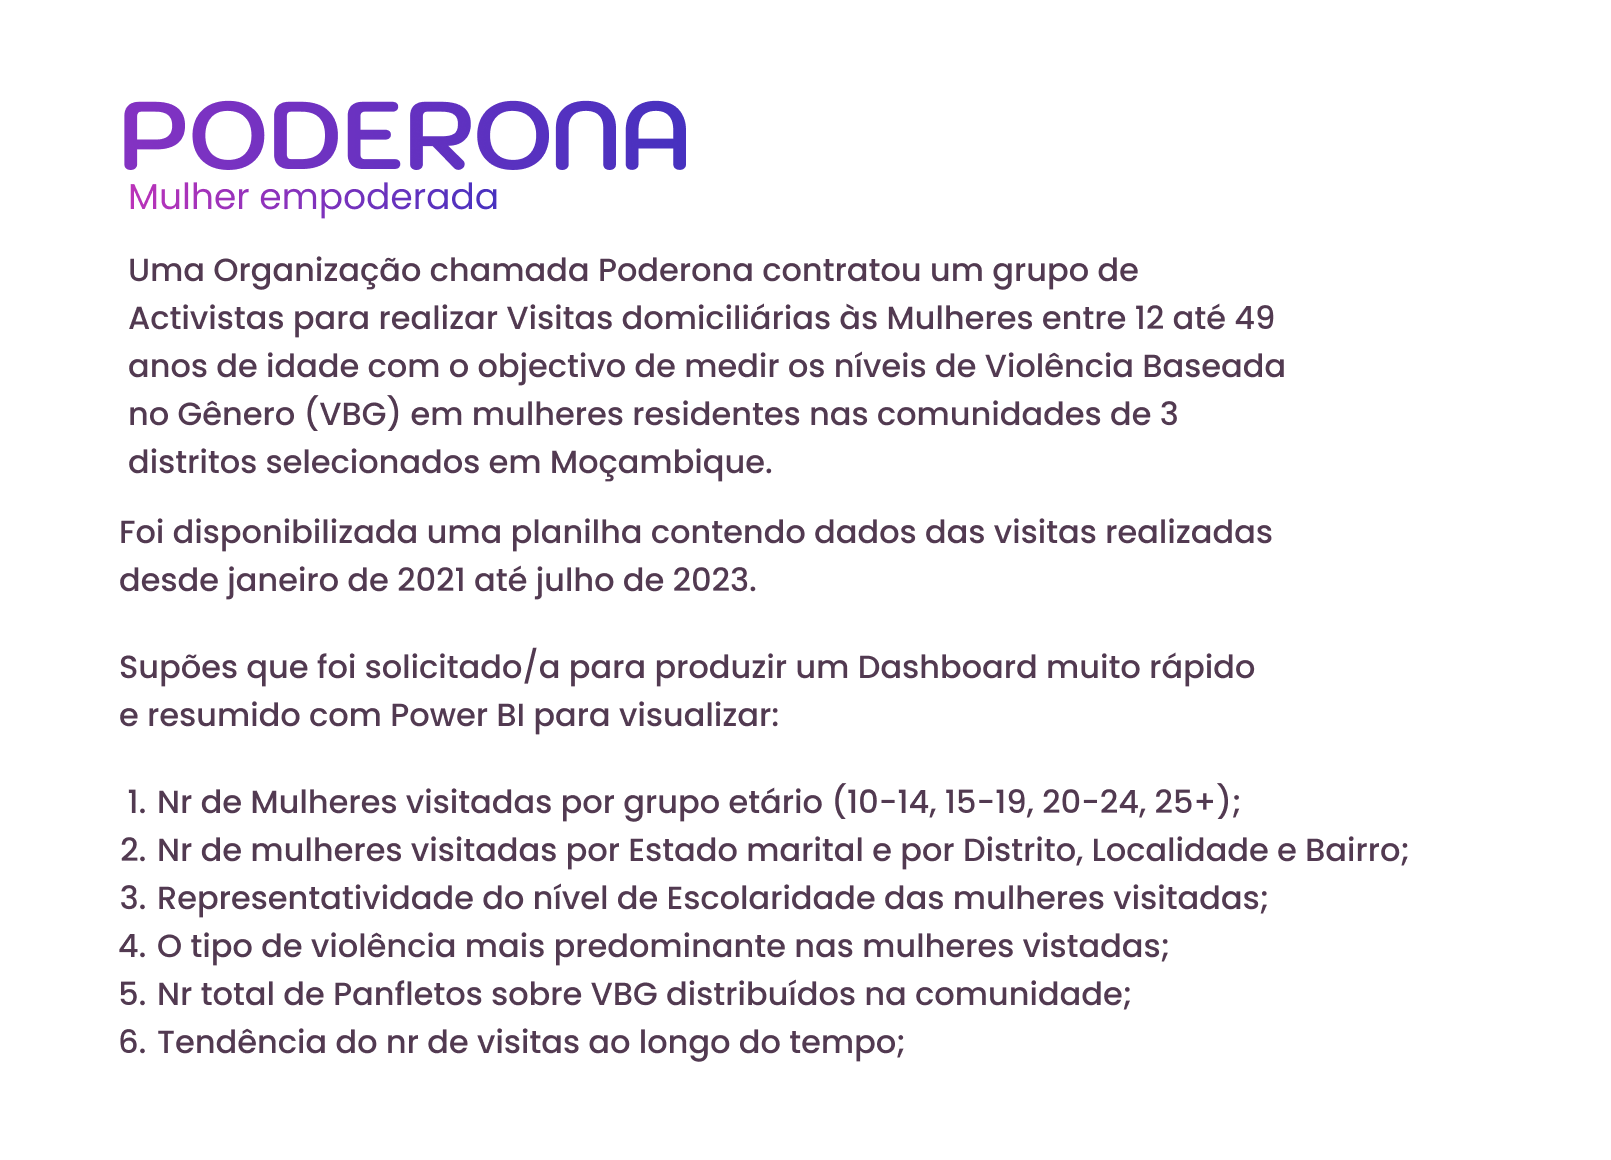 PODERONA
Mulher empoderada
Uma Organização chamada Poderona contratou um grupo de
Activistas para realizar Visitas domiciliárias às Mulheres entre 12 até 49
anos de idade com o objectivo de medir os níveis de Violência Baseada
no Gênero (VBG) em mulheres residentes nas comunidades de 3
distritos selecionados em Moçambique.
Foi disponibilizada uma planilha contendo dados das visitas realizadas
desde janeiro de 2021 até julho de 2023.
Supões que foi solicitado/a para produzir um Dashboard muito rápido
e resumido com Power BI para visualizar:
1. Nr de Mulheres visitadas por grupo etário (10-14, 15-19, 20-24, 25+);
2. Nr de mulheres visitadas por Estado marital e por Distrito, Localidade e Bairro;
3. Representatividade do nível de Escolaridade das mulheres visitadas;
4. O tipo de violência mais predominante nas mulheres vistadas;
5. Nr total de Panfletos sobre VBG distribuídos na comunidade;
6. Tendência do nr de visitas ao longo do tempo;